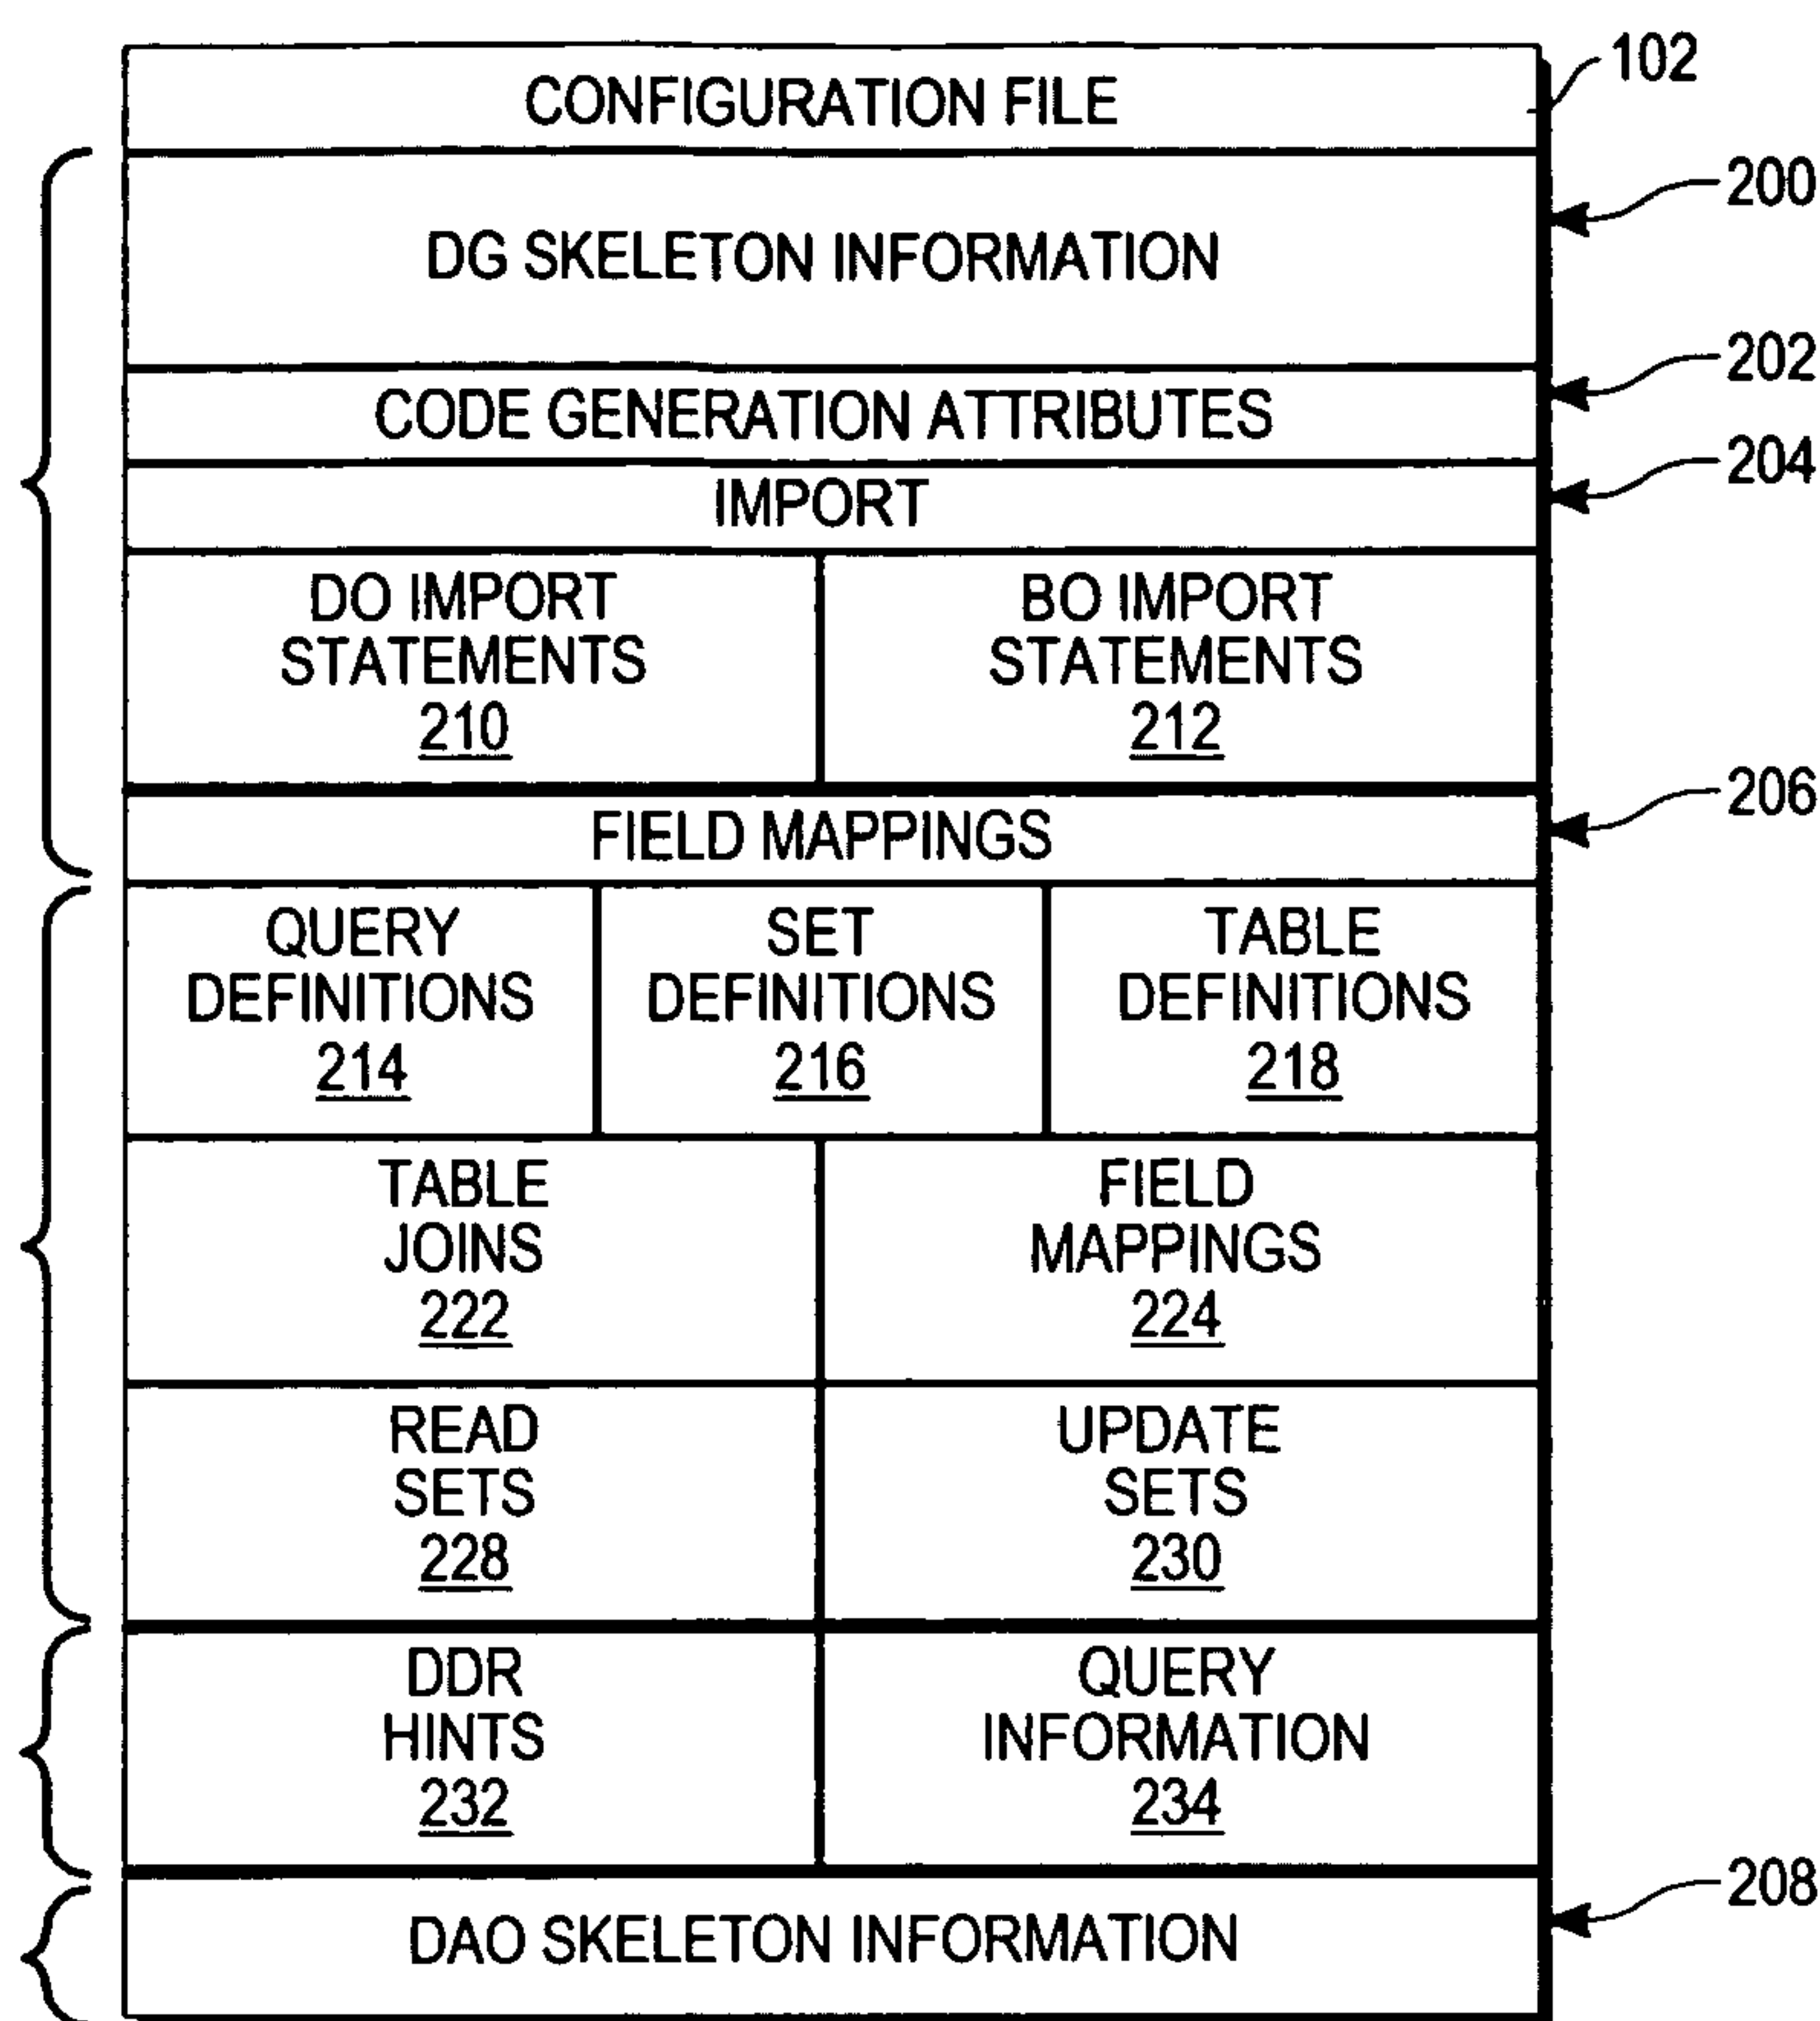 CONFIGURATION FILE
102
DG SKELETON INFORMATION
200
CODE GENERATION ATTRIBUTES
202
IMPORT
204
DO IMPORT
STATEMENTS
210
BO IMPORT
STATEMENTS
212
FIELD MAPPINGS
206
QUERY
DEFINITIONS
214
SET
DEFINITIONS
216
TABLE
DEFINITIONS
218
TABLE
JOINS
222
FIELD
MAPPINGS
224
READ
SETS
228
UPDATE
SETS
230
DDR
HINTS
232
QUERY
INFORMATION
234
DAO SKELETON INFORMATION
208